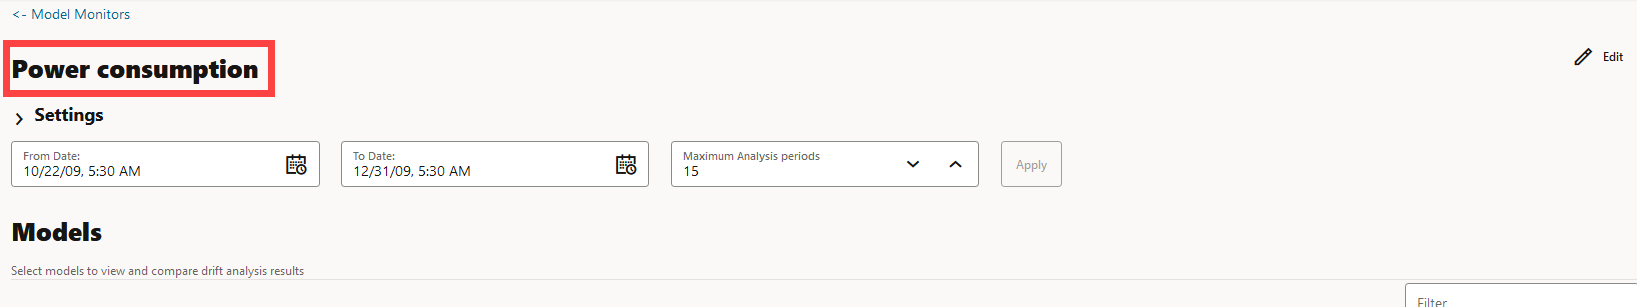 <- Model Monitors
Power consumption
Edit
Settings
From Date:
10/22/09, 5:30 AM
To Date:
12/31/09, 5:30 AM
Maximum Analysis periods
15
Apply
Models
Select models to view and compare drift analysis results
Filter